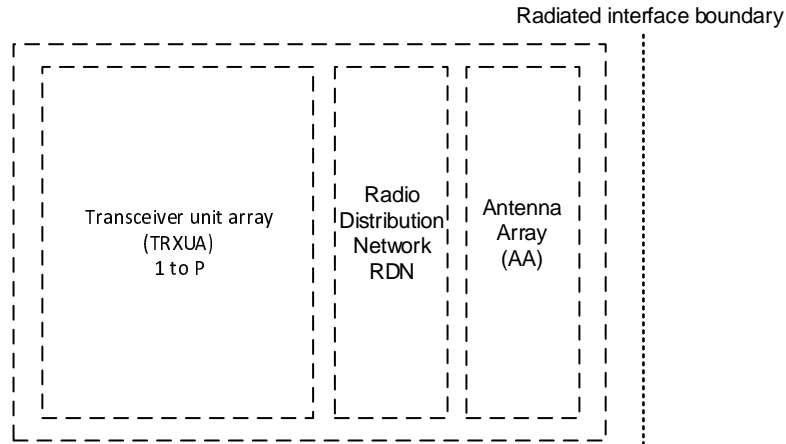 Radiated interface boundary
Transceiver unit array
(TRXUA)
1 to P
Radio
Distribution
Network
RDN
Antenna
Array
(AA)